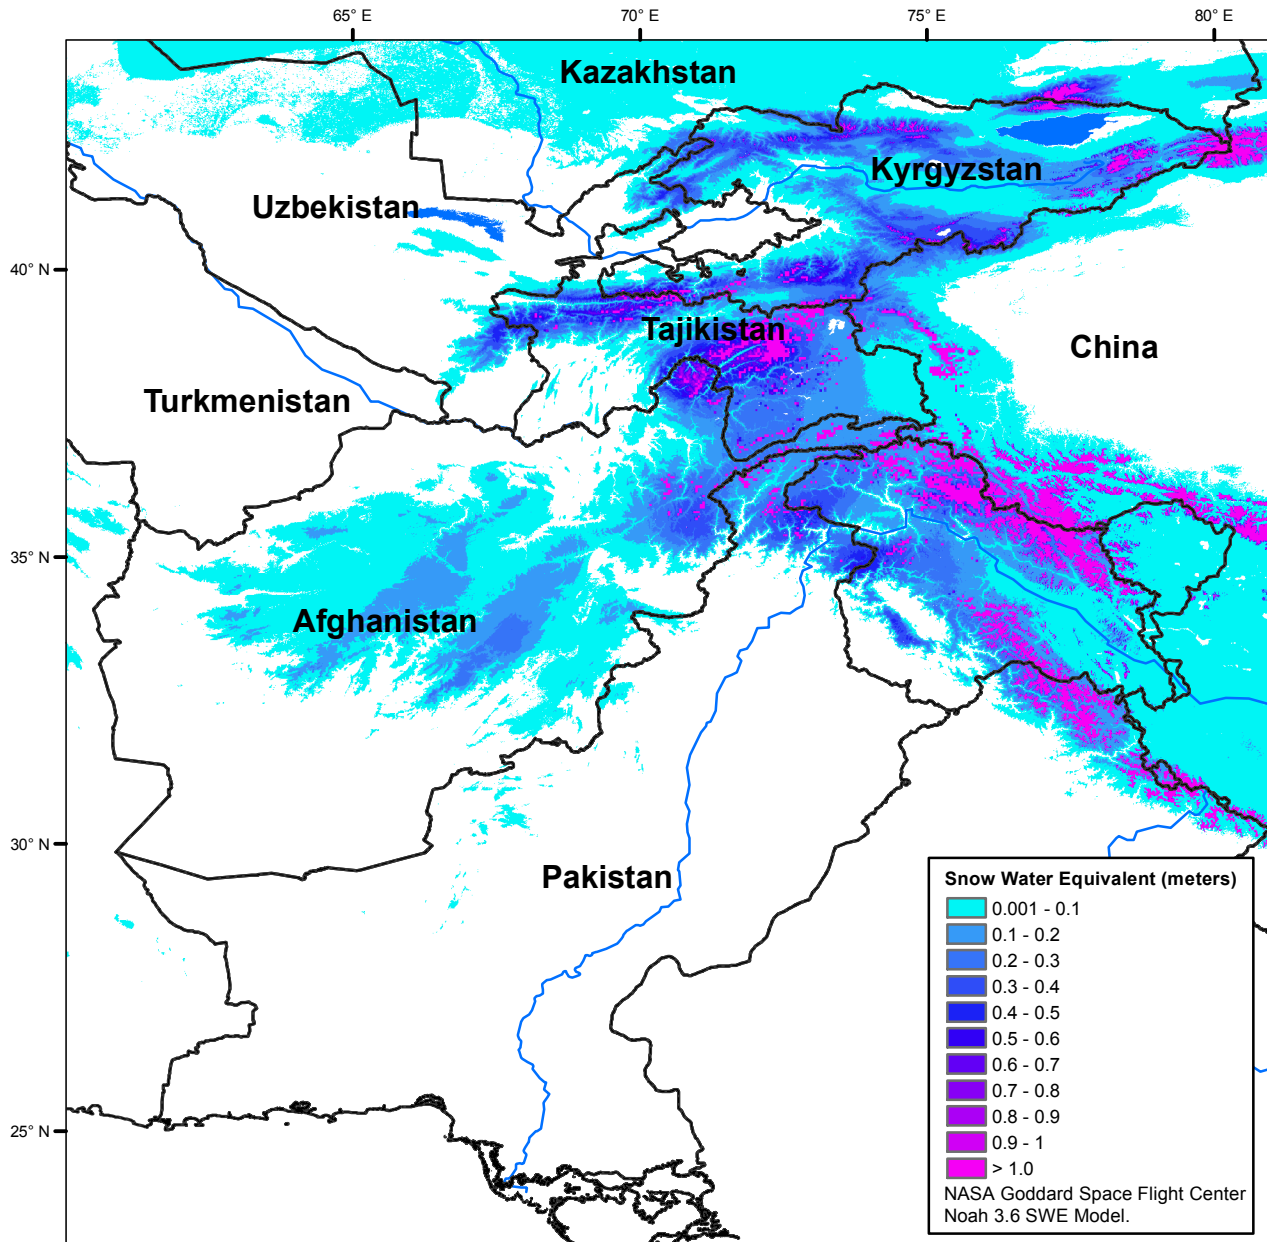 65° E
70° E
75° E
80° E
Kazakhstan
Kyrgyzstan
Uzbekistan
40° N
Tajikistan
China
Turkmenistan
35° N
Afghanistan
30° N
Pakistan
25° N
Snow Water Equivalent (meters)
0.001 - 0.1
0.1 - 0.2
0.2 - 0.3
0.3 - 0.4
0.4 - 0.5
0.5 - 0.6
0.6 - 0.7
0.7 - 0.8
0.8 - 0.9
0.9 - 1
> 1.0
NASA Goddard Space Flight Center
Noah 3.6 SWE Model.